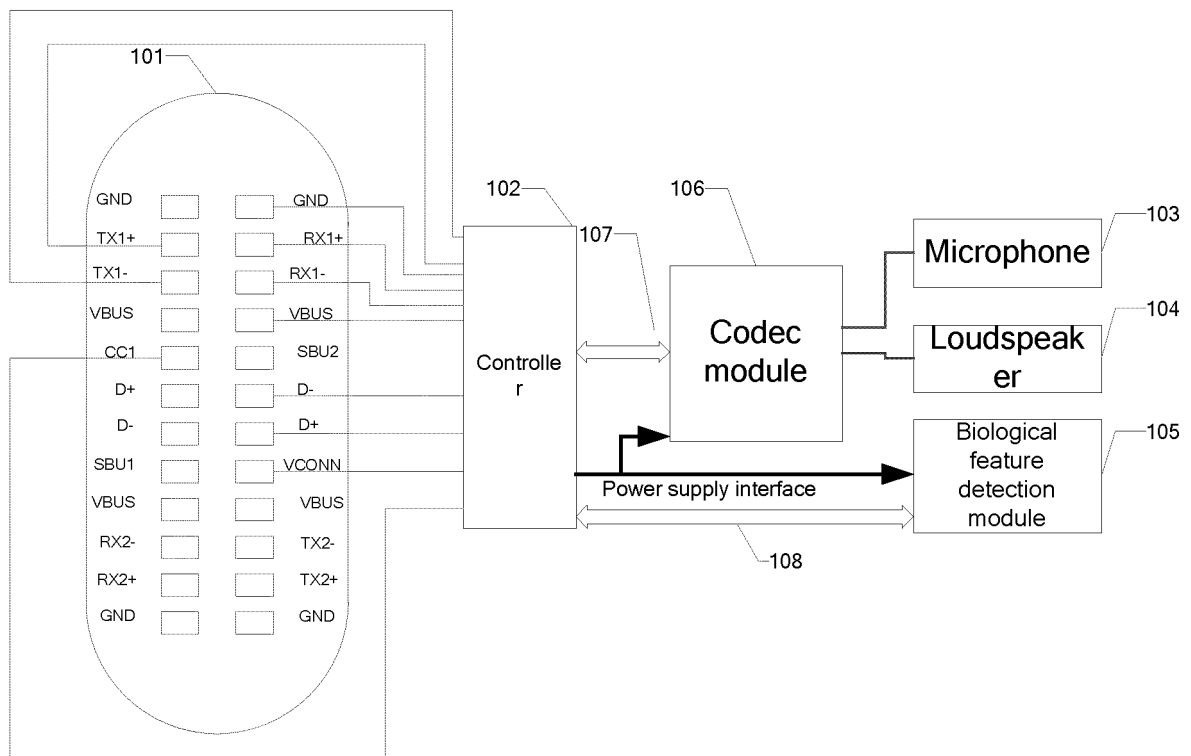 101
GND GND
TX1+ RX1+
TX1- RX1-
VBUS VBUS
CC1 SBU2
D+ D-
D- D+
SBU1 VCONN
VBUS VBUS
RX2- TX2-
RX2+ TX2+
GND GND
102
Controlle
r
107
106
Codec
module
103
Microphone
104
Loudspeak
er
105
Biological
feature
detection
module
Power supply interface
108